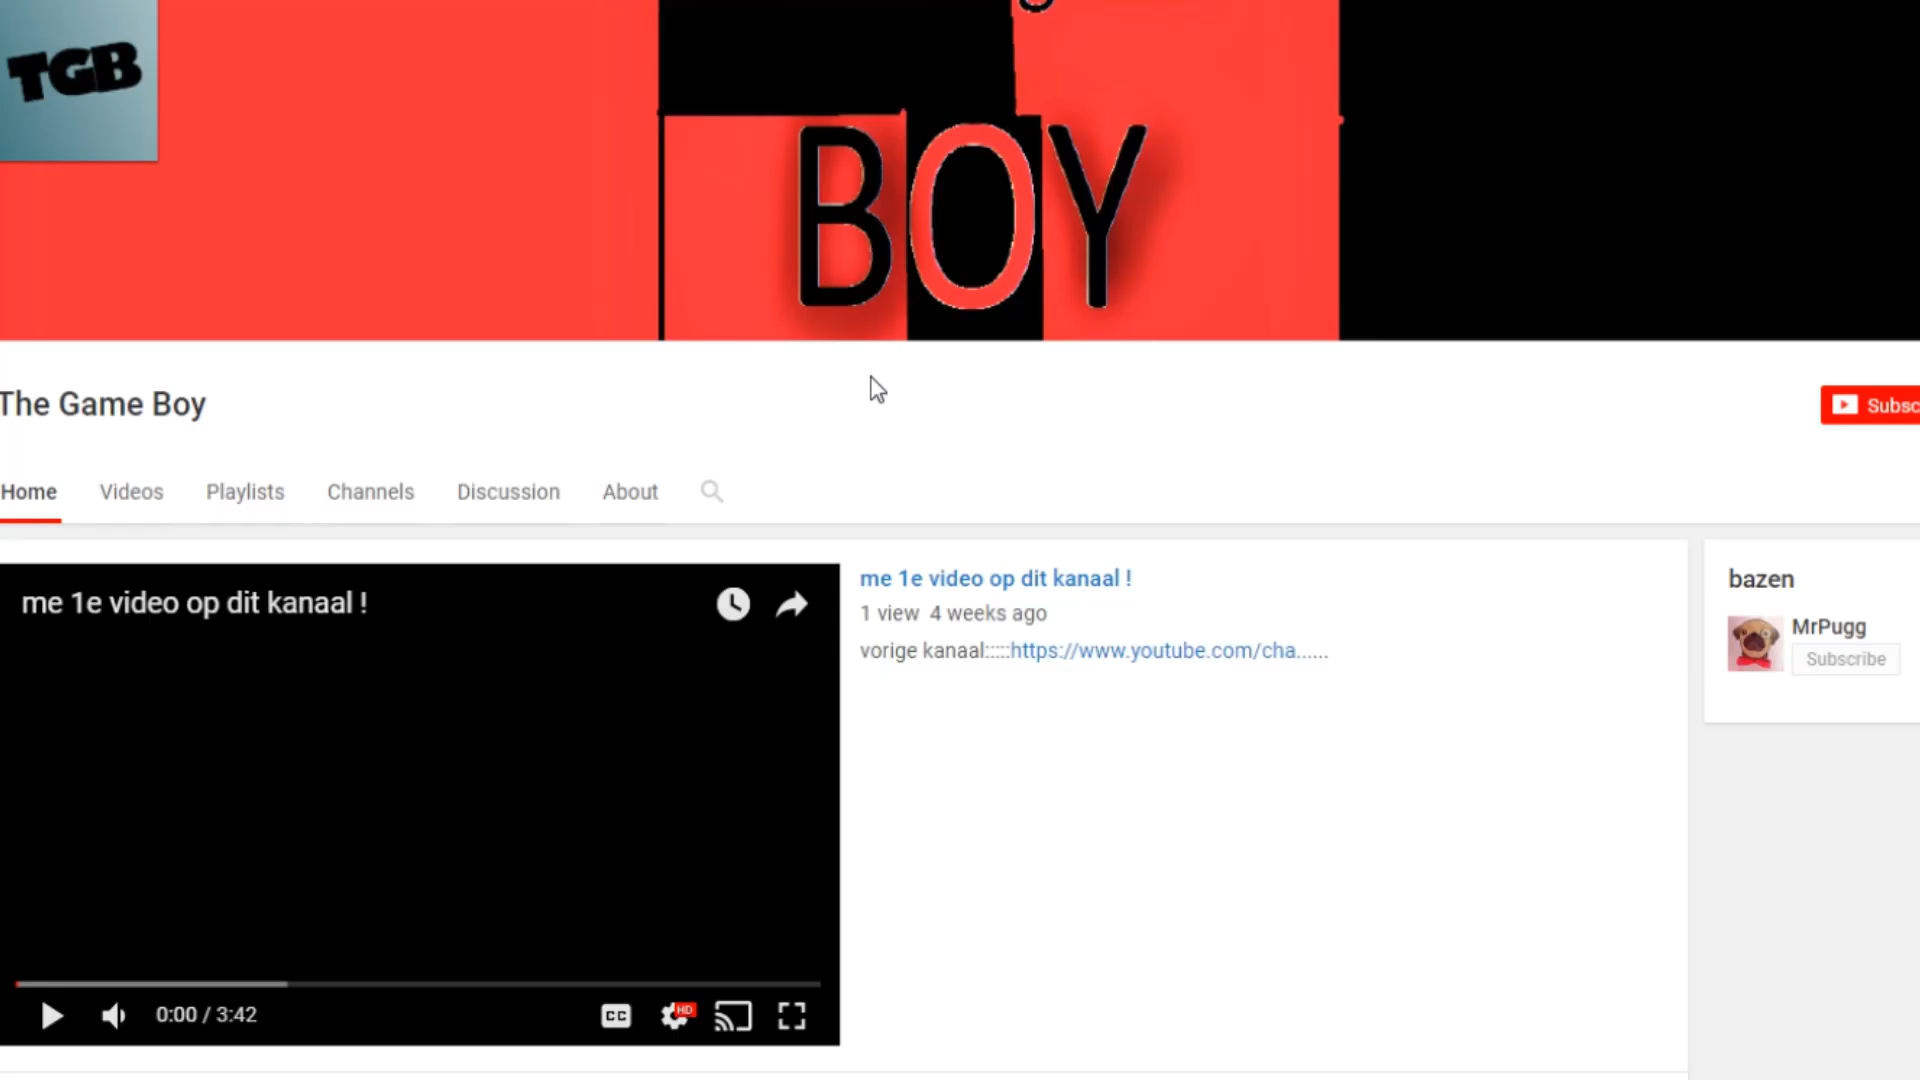 TGB
BOY
The Game Boy
Home Videos Playlists Channels Discussion About
me 1e video op dit kanaal !
0:00 / 3:42
CC
HD
me 1e video op dit kanaal !
1 view 4 weeks ago
vorige kanaal:::::https://www.youtube.com/cha......
bazen
MrPugg
Subscribe